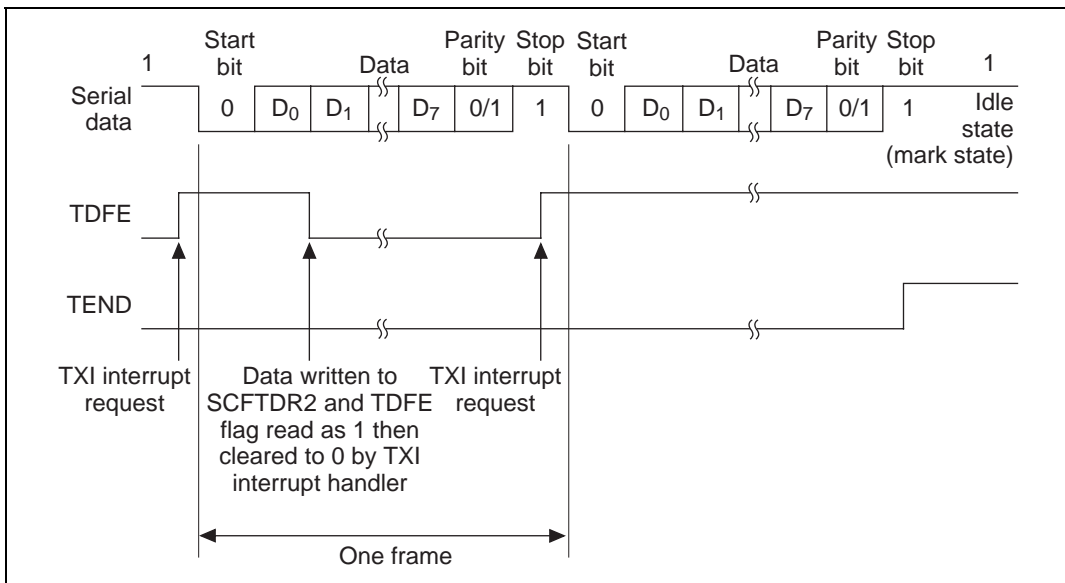 Start bit Data Parity bit Stop bit Start bit Data Parity bit Stop bit
1 1
Serial data 0 D0 D1 D7 0/1 1 0 D0 D1 D7 0/1 1 Idle state (mark state)
TDFE
TEND
TXI interrupt request
Data written to
SCFTDR2 and TDFE
flag read as 1 then
cleared to 0 by TXI
interrupt handler
TXI interrupt
request
One frame